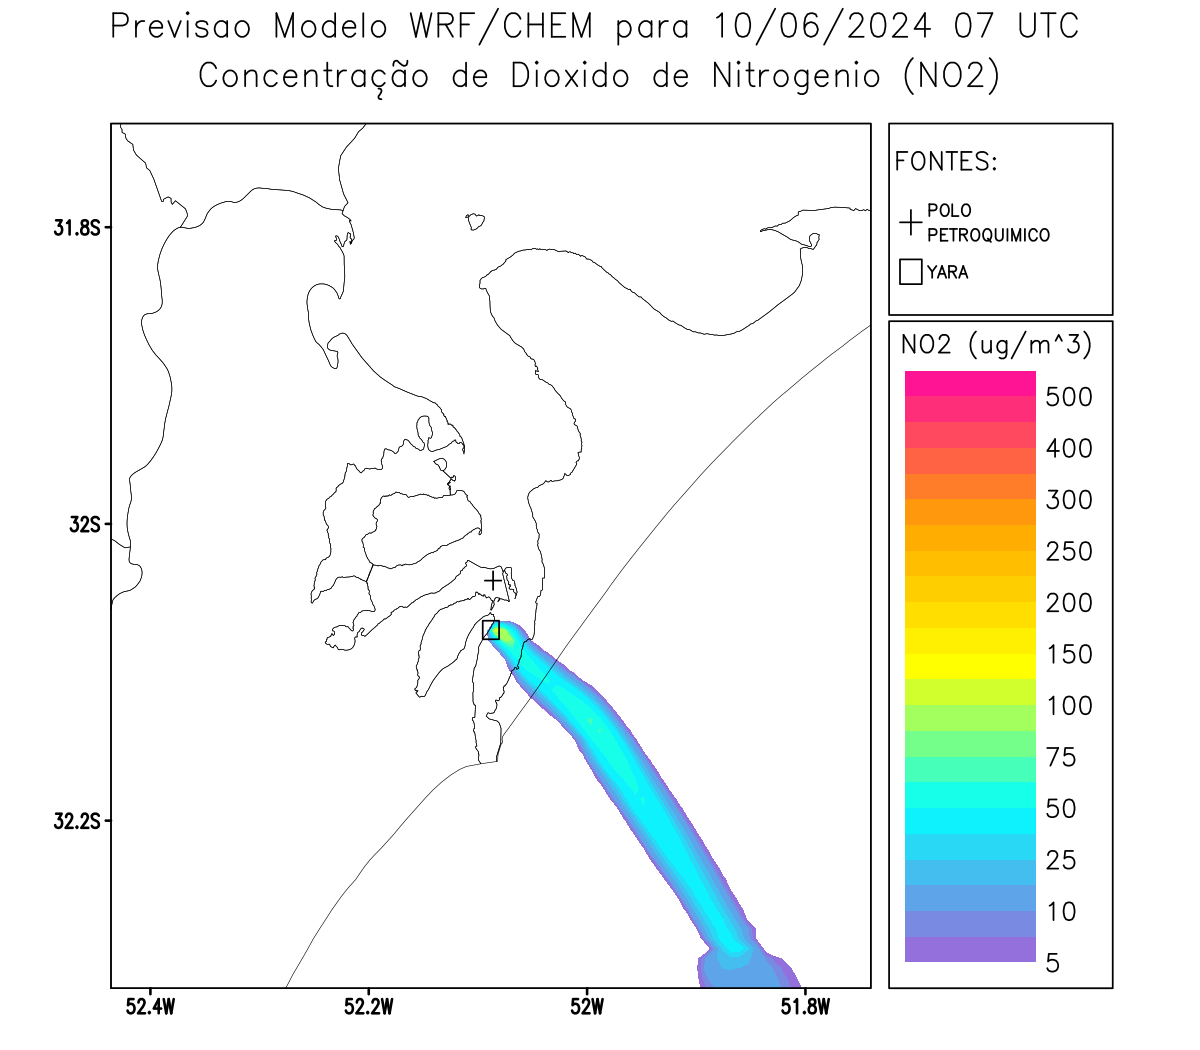 Previsao Modelo WRF/CHEM para 10/06/2024 07 UTC
Concentração de Dioxido de Nitrogenio (NO2)
FONTES:
POLO
PETROQUIMICO
YARA
NO2 (ug/m^3)
500
400
300
250
200
150
100
75
50
25
10
5
31.8S
32S
32.2S
52.4W
52.2W
52W
51.8W